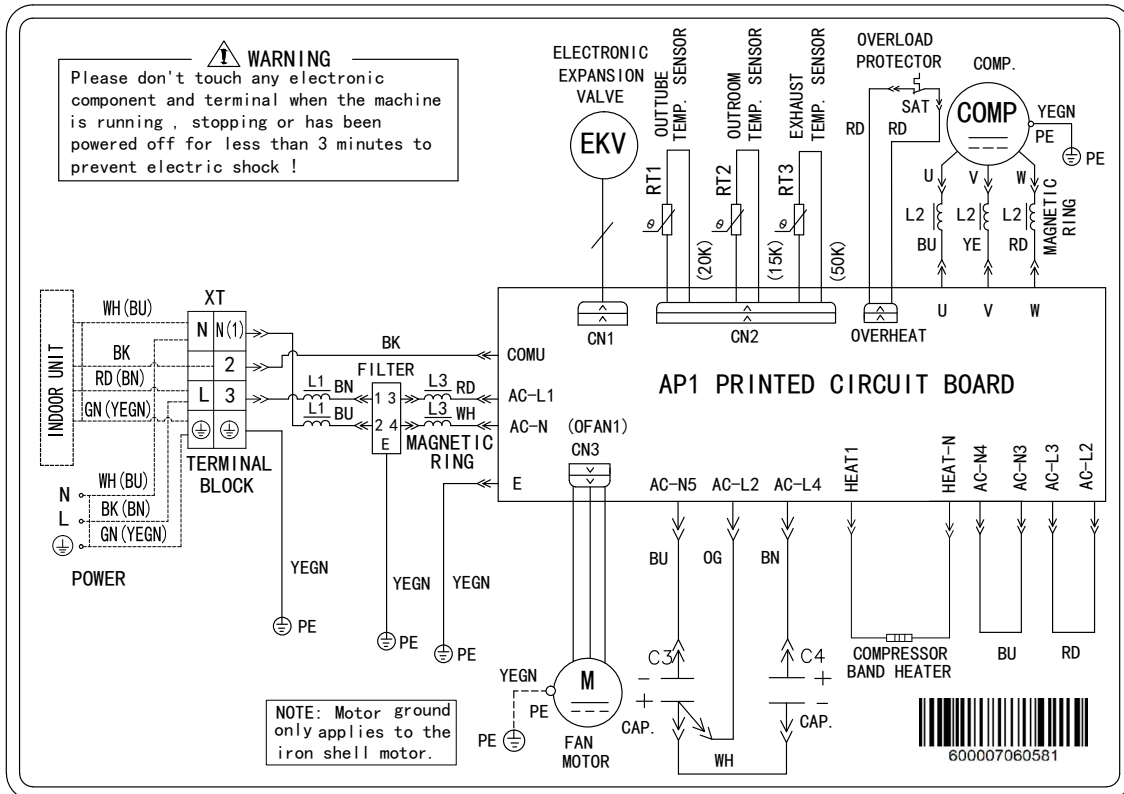 WARNING
Please don't touch any electronic
component and terminal when the machine
is running , stopping or has been
powered off for less than 3 minutes to
prevent electric shock !
ELECTRONIC
EXPANSION
VALVE
EKV
OUTTUBE
TEMP. SENSOR
OUTROOM
TEMP. SENSOR
EXHAUST
TEMP. SENSOR
RT1
RT2
RT3
θ
θ
θ
(20K)
(15K)
(50K)
OVERLOAD
PROTECTOR
SAT
RD
RD
COMP.
COMP
YEGN
PE
PE
U
V
W
L2
L2
L2
BU
YE
RD
MAGNETIC
RING
CN1
CN2
OVERHEAT
U
V
W
AP1 PRINTED CIRCUIT BOARD
COMU
AC-L1
AC-N
E
(OFAN1)
CN3
AC-N5
AC-L2
AC-L4
HEAT1
HEAT-N
AC-N4
AC-N3
AC-L3
AC-L2
INDOOR UNIT
WH(BU)
BK
RD(BN)
GN(YEGN)
XT
N
N(1)
2
L
3
TERMINAL
BLOCK
BK
FILTER
L1
BN
1
3
L3
RD
L1
BU
2
4
L3
WH
E
MAGNETIC
RING
N
WH(BU)
L
BK(BN)
GN(YEGN)
POWER
YEGN
PE
YEGN
PE
YEGN
PE
NOTE: Motor ground
only applies to the
iron shell motor.
YEGN
PE
PE
M
FAN
MOTOR
BU
OG
BN
C3
-
+
CAP.
WH
C4
+
-
CAP.
COMPRESSOR
BAND HEATER
BU
RD
600007060581